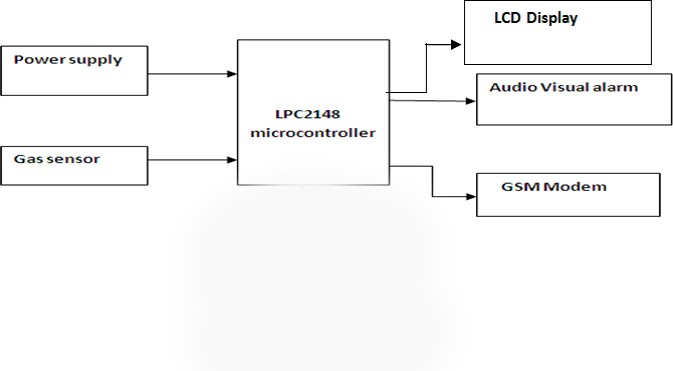 LCD Display
Power supply
Audio Visual alarm
LPC2148
microcontroller
Gas sensor
GSM Modem